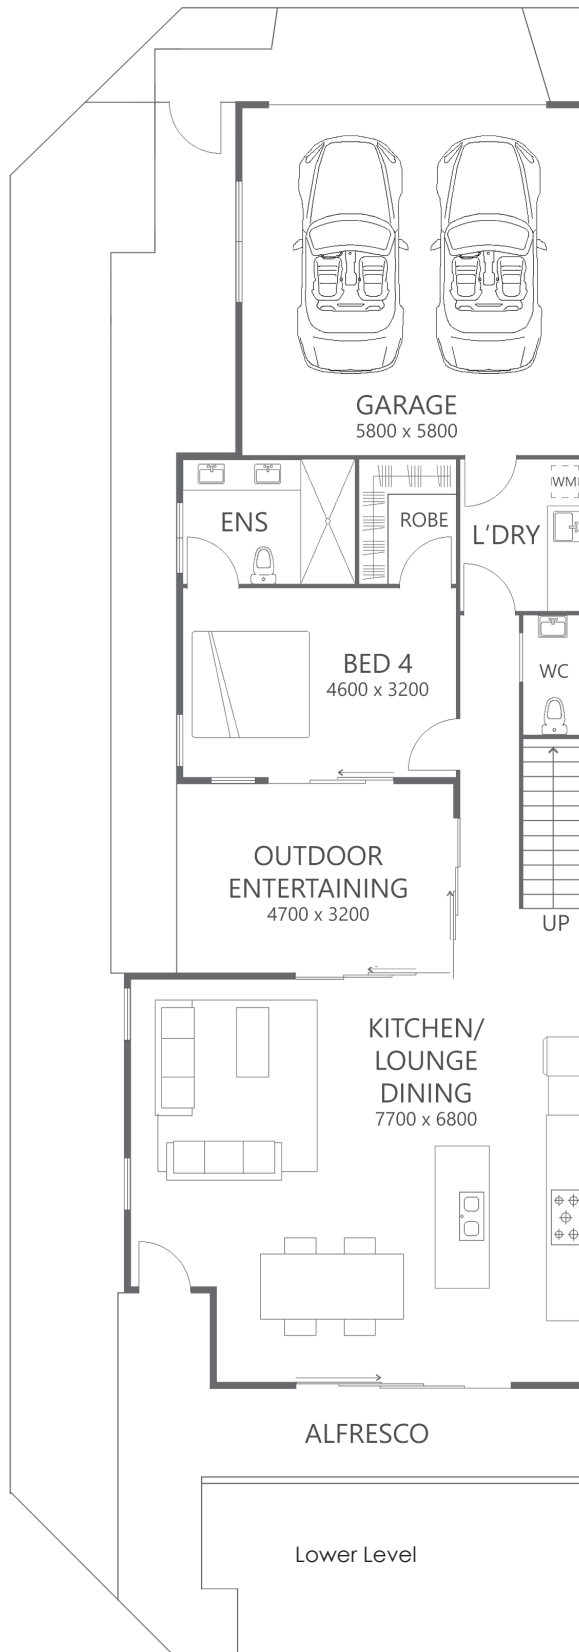 GARAGE
5800 x 5800
ENS
ROBE
WM
L'DRY
BED 4
4600 x 3200
WC
OUTDOOR
ENTERTAINING
4700 x 3200
UP
KITCHEN/
LOUNGE
DINING
7700 x 6800
ALFRESCO
Lower Level